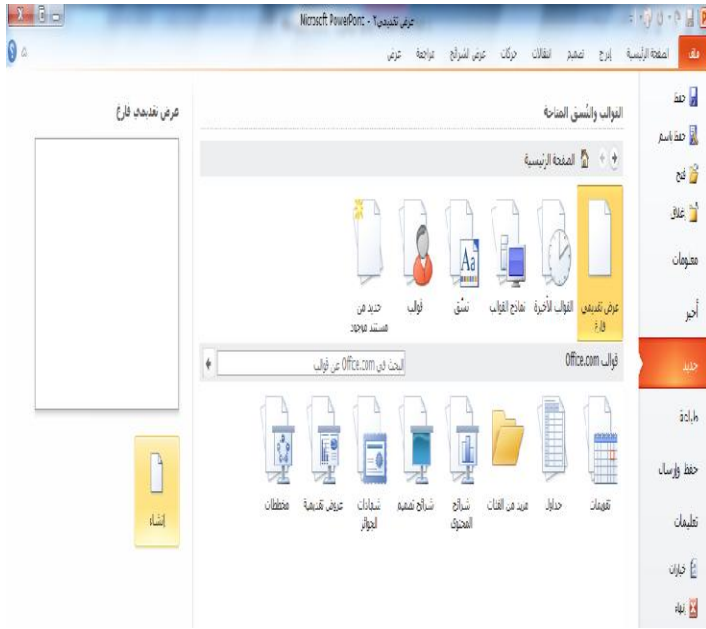 عرض تقديمي٢ - Microsoft PowerPoint
ملف الصفحة الرئيسية إدراج تصميم انتقالات حركات عرض الشرائح مراجعة عرض
حفظ
حفظ باسم
فتح
إغلاق
معلومات
أخير
جديد
طباعة
حفظ وإرسال
تعليمات
خيارات
إنهاء
القوالب والنُسق المتاحة
الصفحة الرئيسية
عرض تقديمي فارغ
القوالب الأخيرة
نماذج القوالب
نسُق
قوالب
جديد من مستند موجود
قوالب Office.com
البحث في Office.com عن قوالب
تقويمات
جداول
مزيد من الفئات
شرائح المحتوى
شرائح تصميم
شهادات الجوائز
عروض تقديمية
مخططات
عرض تقديمي فارغ
إنشاء